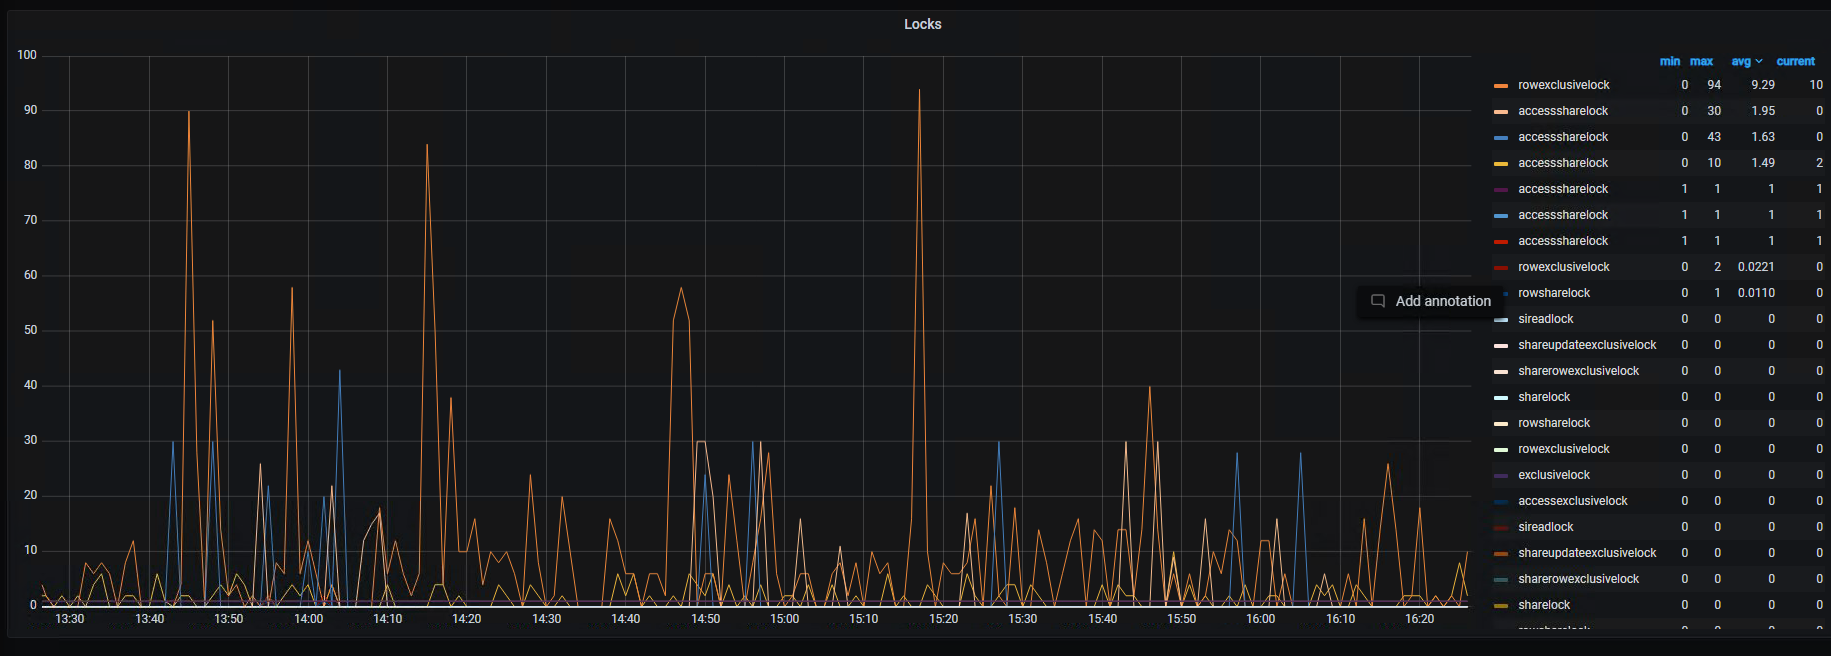 Locks
100
90
80
70
60
50
40
30
20
10
0
13:30 13:40 13:50 14:00 14:10 14:20 14:30 14:40 14:50 15:00 15:10 15:20 15:30 15:40 15:50 16:00 16:10 16:20
Add annotation
min max avg current
rowexclusivelock 0 94 9.29 10
accesssharelock 0 30 1.95 0
accesssharelock 0 43 1.63 0
accesssharelock 0 10 1.49 2
accesssharelock 1 1 1 1
accesssharelock 1 1 1 1
accesssharelock 1 1 1 1
rowexclusivelock 0 2 0.0221 0
rowsharelock 0 1 0.0110 0
sireadlock 0 0 0 0
shareupdateexclusivelock 0 0 0 0
sharerowexclusivelock 0 0 0 0
sharelock 0 0 0 0
rowsharelock 0 0 0 0
rowexclusivelock 0 0 0 0
exclusivelock 0 0 0 0
accessexclusivelock 0 0 0 0
sireadlock 0 0 0 0
shareupdateexclusivelock 0 0 0 0
sharerowexclusivelock 0 0 0 0
sharelock 0 0 0 0